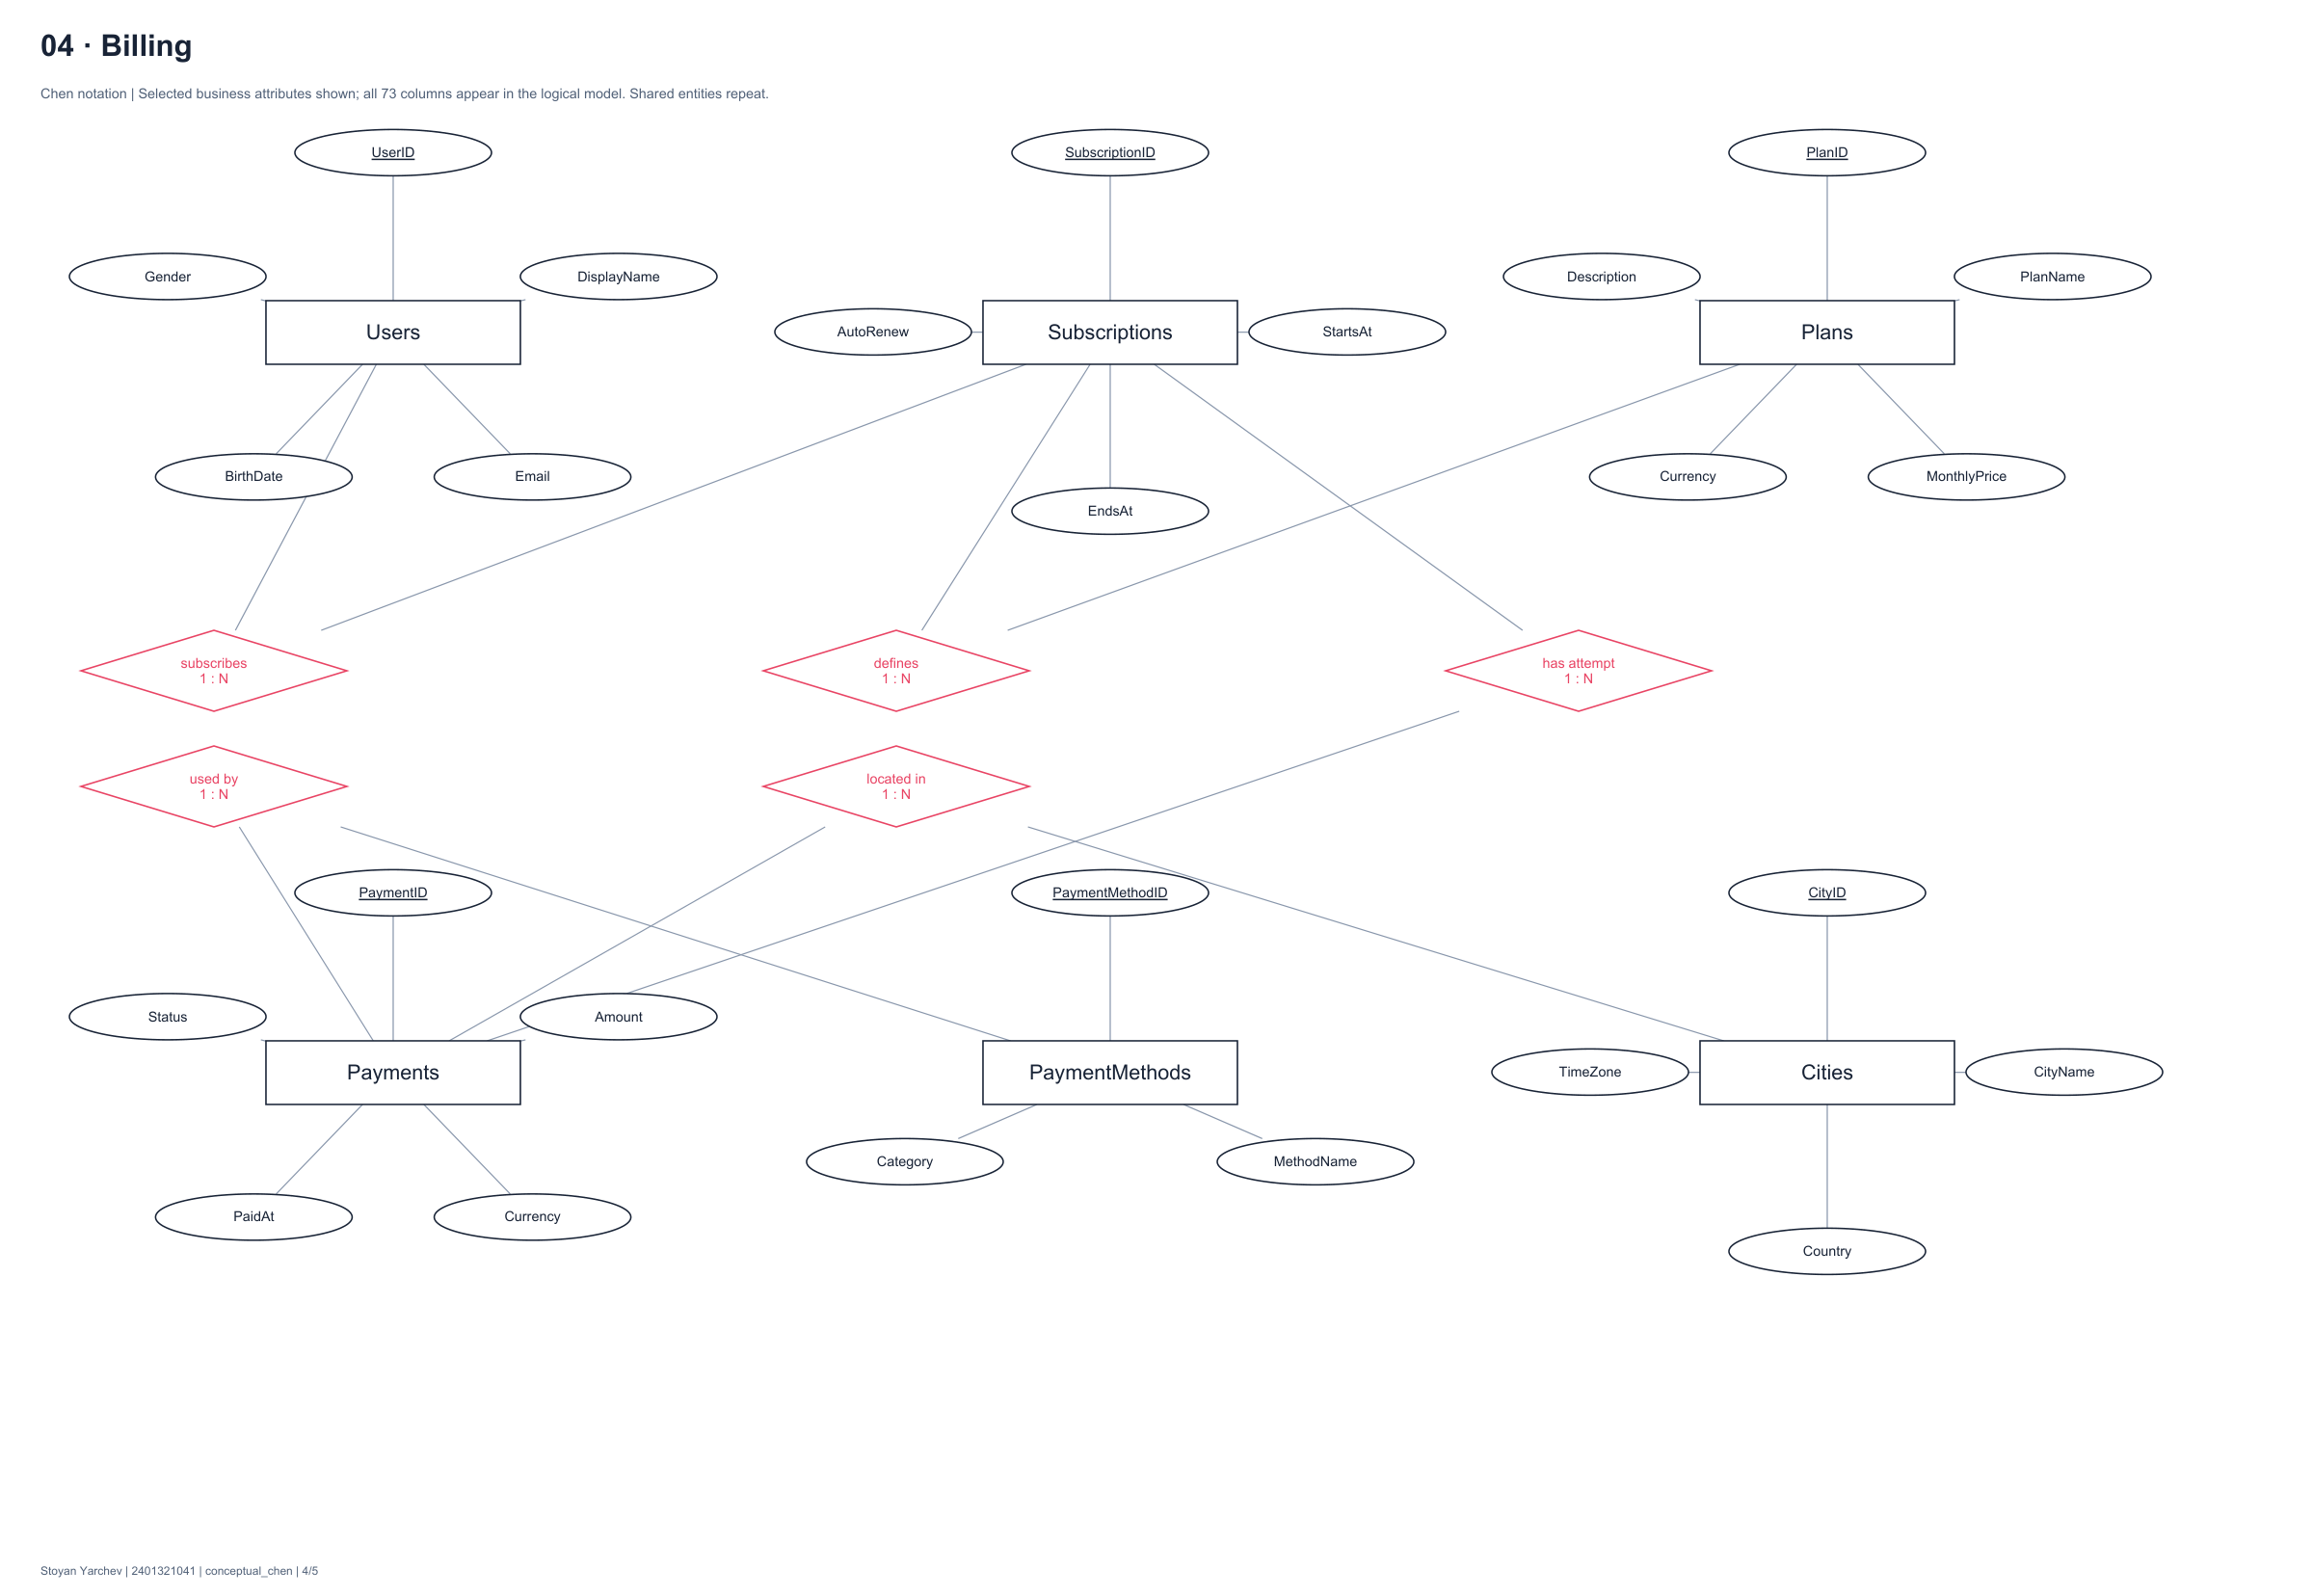 04 · Billing
Chen notation | Selected business attributes shown; all 73 columns appear in the logical model. Shared entities repeat.
UserID
SubscriptionID
PlanID
Gender
DisplayName
Description
PlanName
Users
AutoRenew
Subscriptions
StartsAt
Plans
BirthDate
Email
Currency
MonthlyPrice
EndsAt
subscribes
1 : N
defines
1 : N
has attempt
1 : N
used by
1 : N
located in
1 : N
PaymentID
PaymentMethodID
CityID
Status
Amount
Payments
PaymentMethods
TimeZone
Cities
CityName
Category
MethodName
PaidAt
Currency
Country
Stoyan Yarchev | 2401321041 | conceptual_chen | 4/5